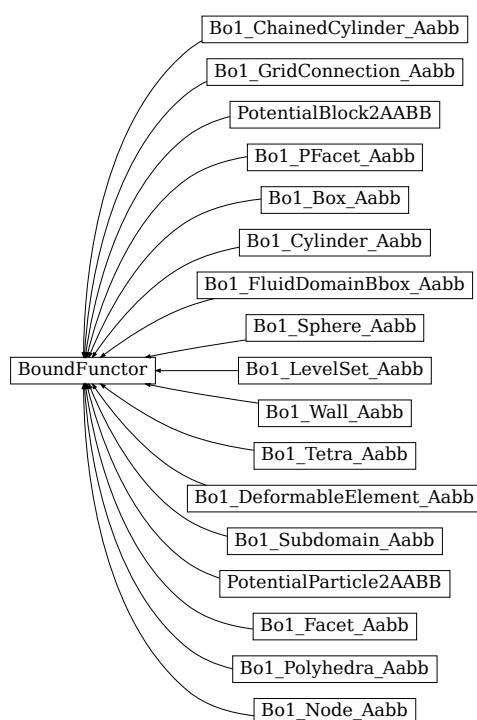 Bo1_ChainedCylinder_Aabb
Bo1_GridConnection_Aabb
PotentialBlock2AABB
Bo1_PFacet_Aabb
Bo1_Box_Aabb
Bo1_Cylinder_Aabb
Bo1_FluidDomainBbox_Aabb
Bo1_Sphere_Aabb
BoundFunctor
Bo1_LevelSet_Aabb
Bo1_Wall_Aabb
Bo1_Tetra_Aabb
Bo1_DeformableElement_Aabb
Bo1_Subdomain_Aabb
PotentialParticle2AABB
Bo1_Facet_Aabb
Bo1_Polyhedra_Aabb
Bo1_Node_Aabb